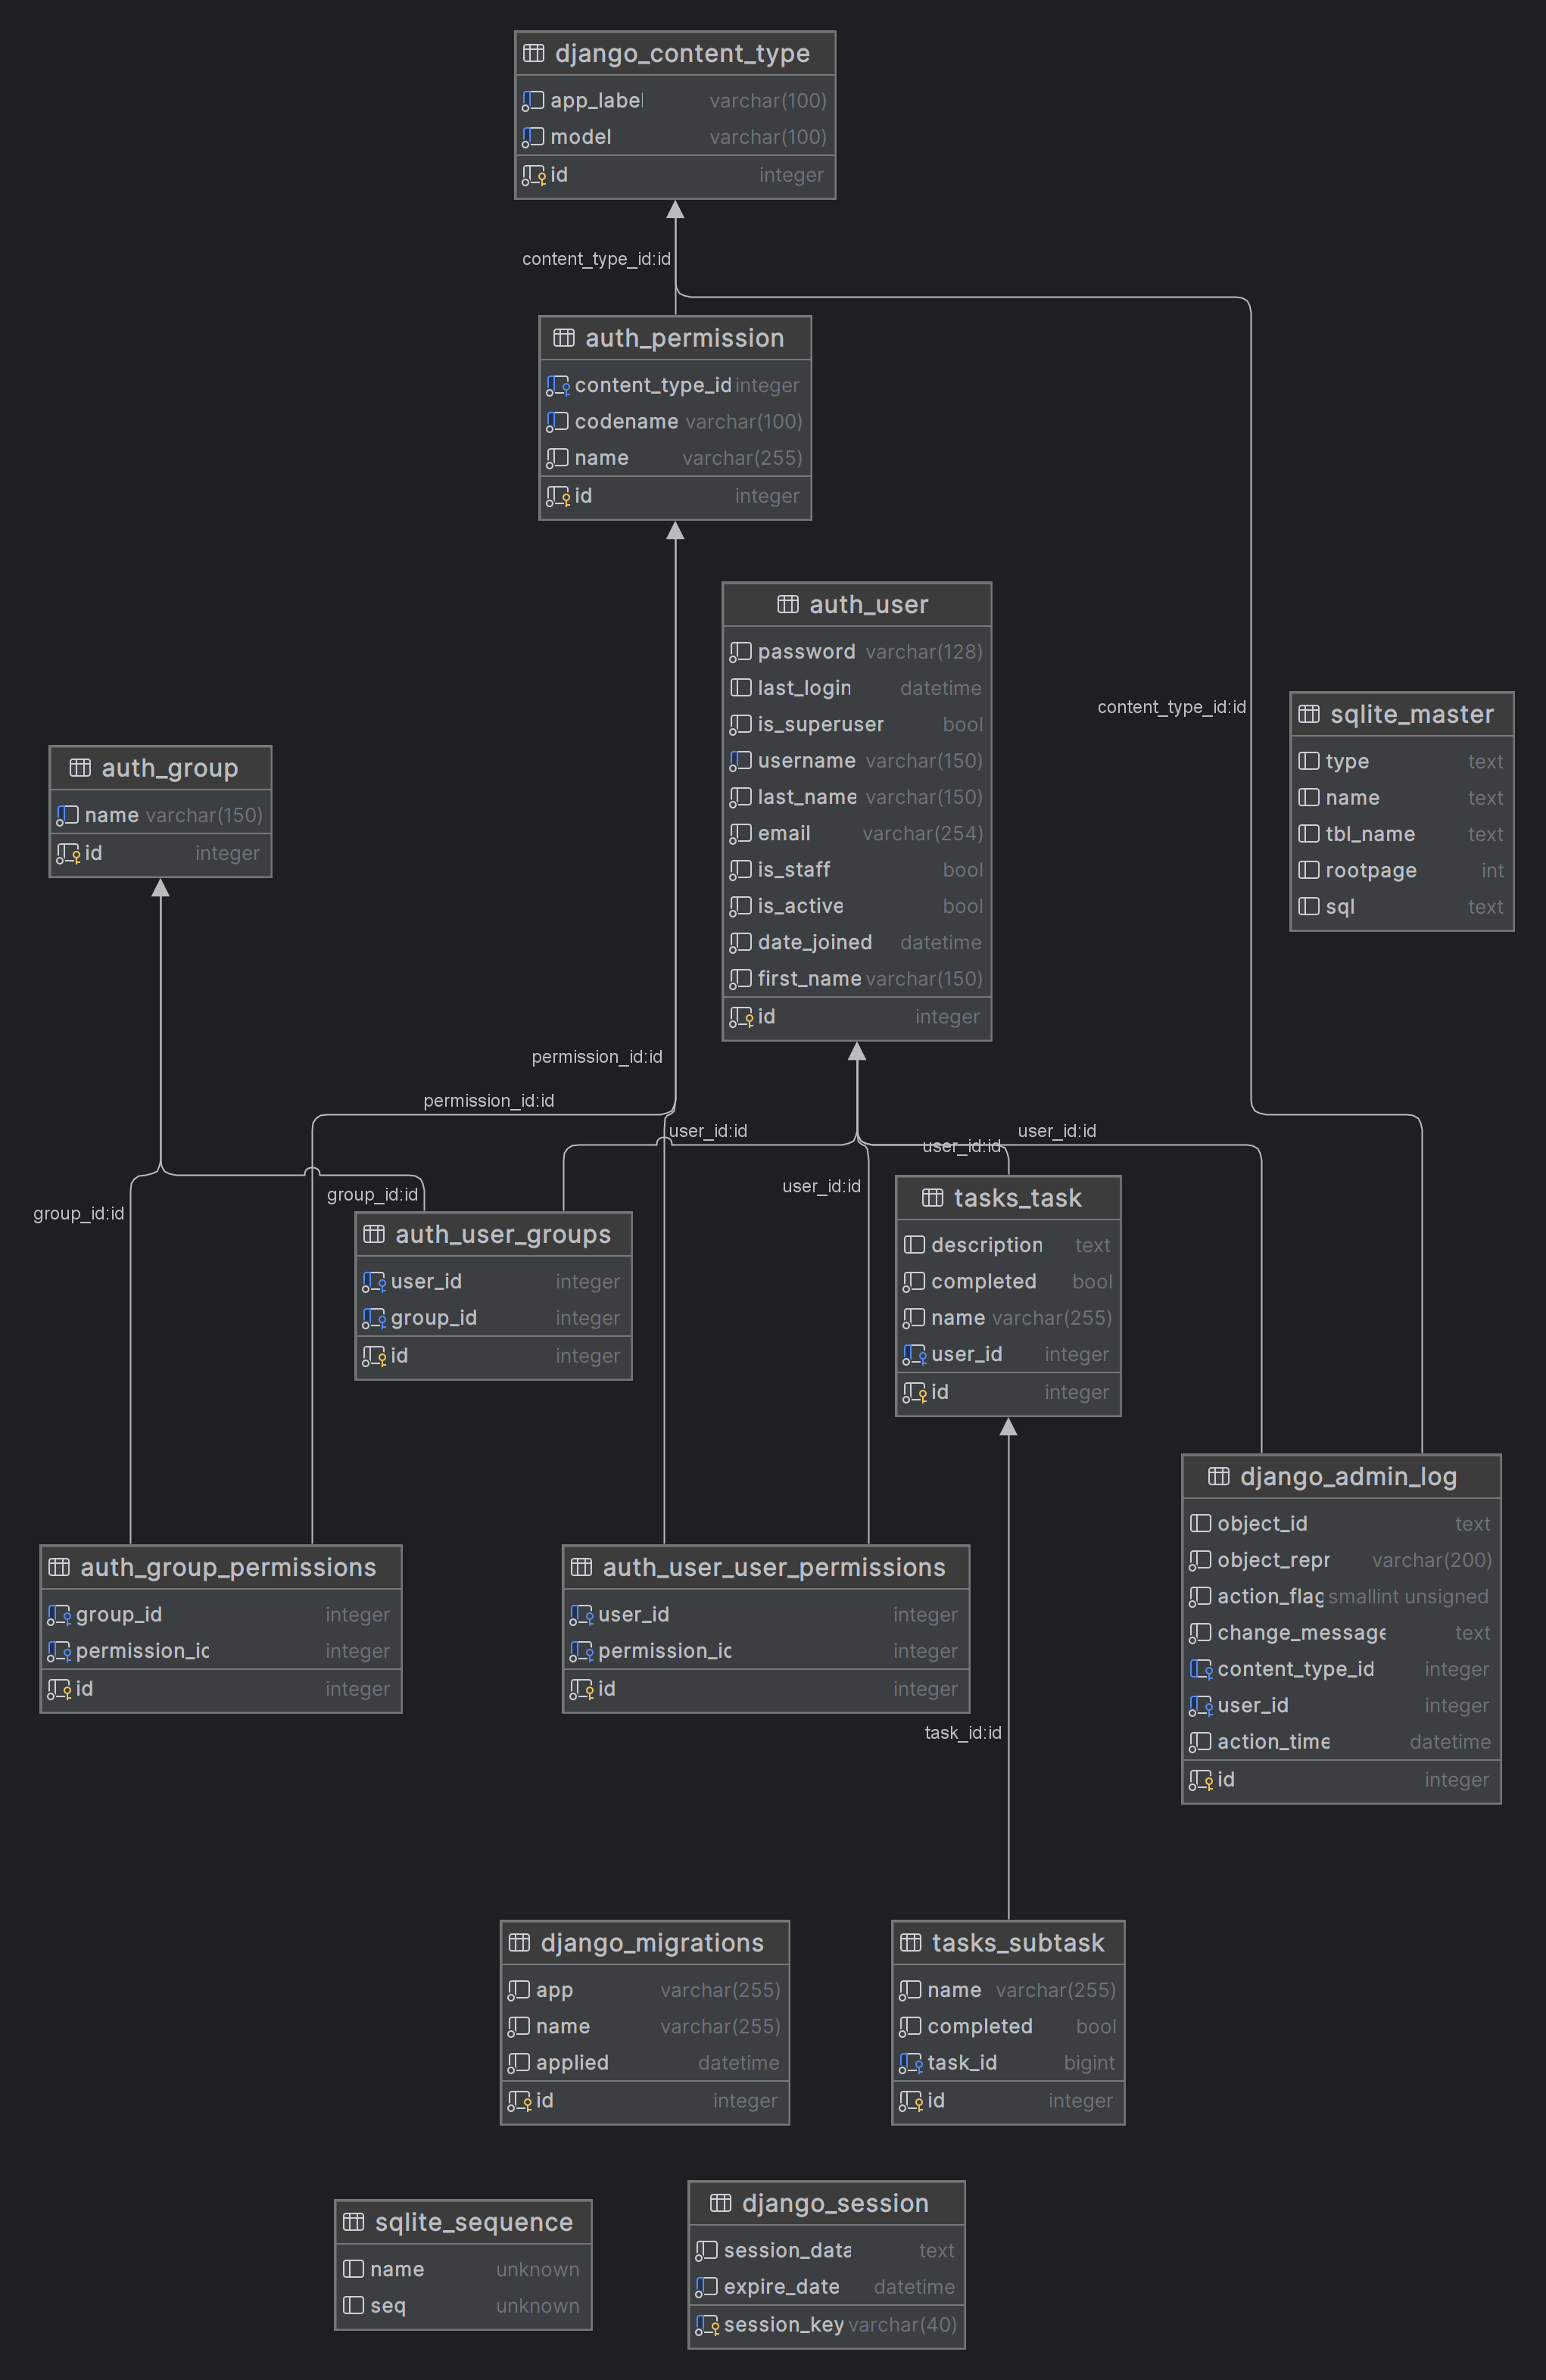 django_content_type
app_label varchar(100)
model varchar(100)
id integer
content_type_id:id
auth_permission
content_type_id integer
codename varchar(100)
name varchar(255)
id integer
auth_user
password varchar(128)
last_login datetime
is_superuser bool
username varchar(150)
last_name varchar(150)
email varchar(254)
is_staff bool
is_active bool
date_joined datetime
first_name varchar(150)
id integer
content_type_id:id
sqlite_master
type text
name text
tbl_name text
rootpage int
sql text
auth_group
name varchar(150)
id integer
permission_id:id
permission_id:id
user_id:id
user_id:id
user_id:id
user_id:id
group_id:id
group_id:id
auth_user_groups
user_id integer
group_id integer
id integer
tasks_task
description text
completed bool
name varchar(255)
user_id integer
id integer
django_admin_log
object_id text
object_repr varchar(200)
action_flag smallint unsigned
change_message text
content_type_id integer
user_id integer
action_time datetime
id integer
auth_group_permissions
group_id integer
permission_id integer
id integer
auth_user_user_permissions
user_id integer
permission_id integer
id integer
task_id:id
django_migrations
app varchar(255)
name varchar(255)
applied datetime
id integer
tasks_subtask
name varchar(255)
completed bool
task_id bigint
id integer
sqlite_sequence
name unknown
seq unknown
django_session
session_data text
expire_date datetime
session_key varchar(40)